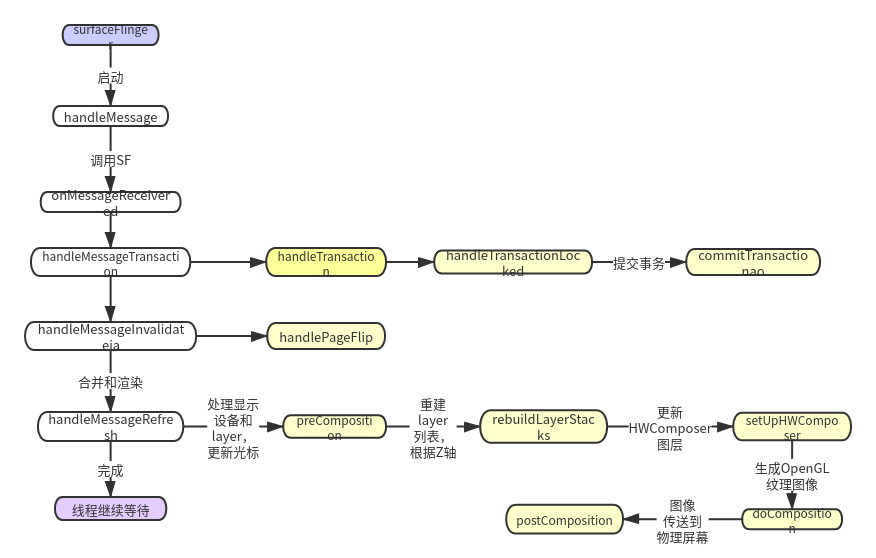 surfaceFlinge
r
启动
handleMessage
调用SF
onMessageReceiver
ed
handleMessageTransacti
on
handleTransactio
n
handleTransactionLoc
ked
提交事务
commitTransactio
nao
handleMessageInvalidat
eja
handlePageFlip
合并和渲染
handleMessageRefre
sh
处理显示
设备和
layer，
更新光标
preCompositi
on
重建
layer
列表，
根据Z轴
rebuildLayerStac
ks
更新
HWComposer
图层
setUpHWCompo
ser
完成
生成OpenGL
纹理图像
线程继续等待
postComposition
图像
传送到
物理屏幕
doComposition
n